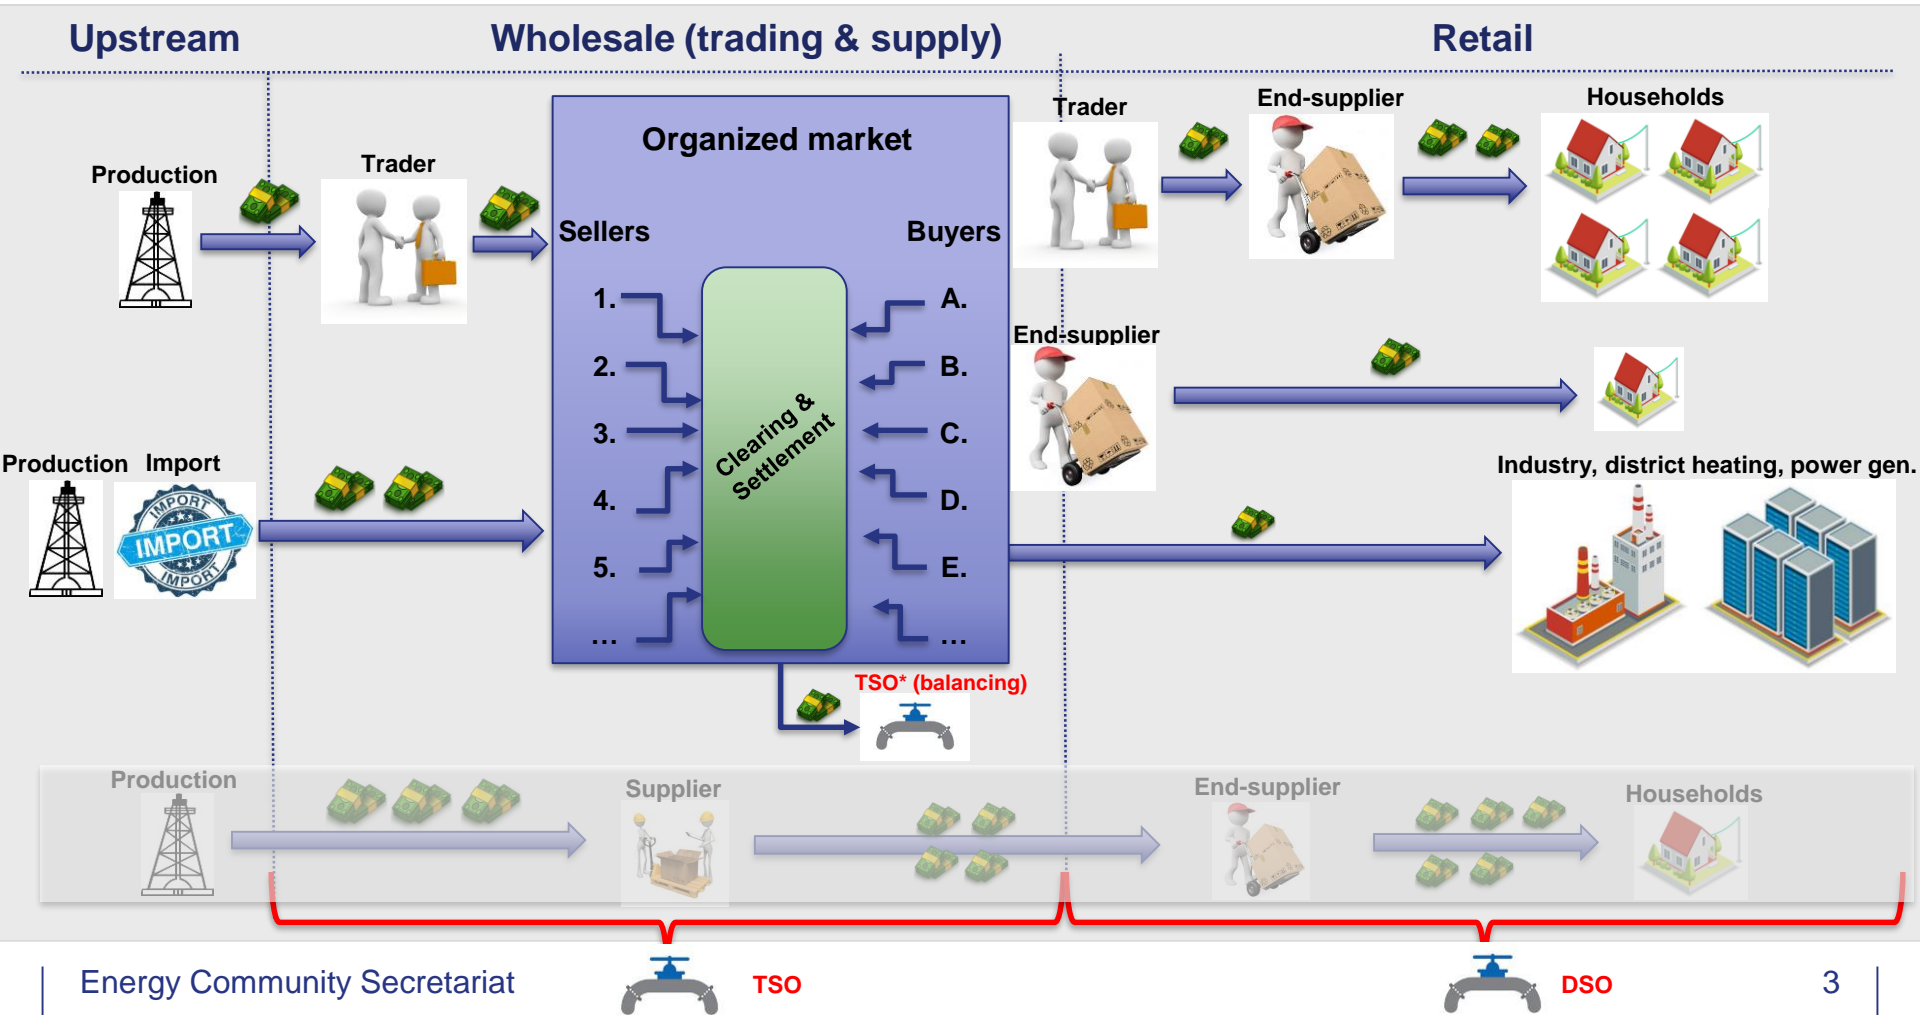 Upstream
Wholesale (trading & supply)
Retail
Production
Trader
Organized market
Sellers
Buyers
1.
2.
3.
4.
5.
...
A.
B.
C.
D.
E.
...
Clearing &
Settlement
Trader
End-supplier
Households
End-supplier
Production
Import
IMPORT
IMPORT
IMPORT
Industry, district heating, power gen.
TSO* (balancing)
Production
Supplier
End-supplier
Households
TSO
DSO
Energy Community Secretariat
3